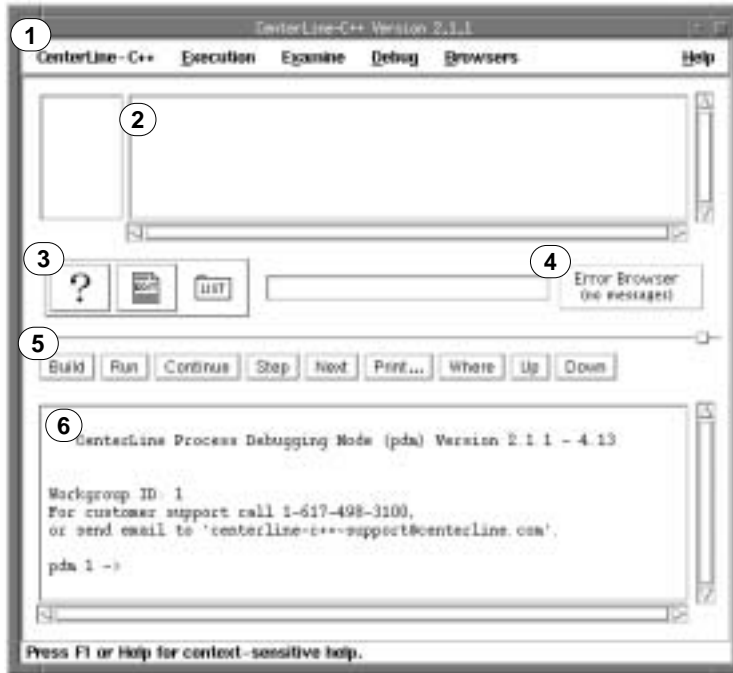 CenterLine-C++ Version 2.1.1
1
CenterLine-C++ Execution Examine Debug Browsers Help
2
3
4
? EDIT LIST
Error Browser
(no messages)
5
Build Run Continue Step Next Print... Where Up Down
6
CenterLine Process Debugging Mode (pdm) Version 2.1.1 - 4.13
Workgroup ID: 1
For customer support call 1-617-498-3100,
or send email to 'centerline-c++-support@centerline.com'.
pdm 1 ->
Press F1 or Help for context-sensitive help.